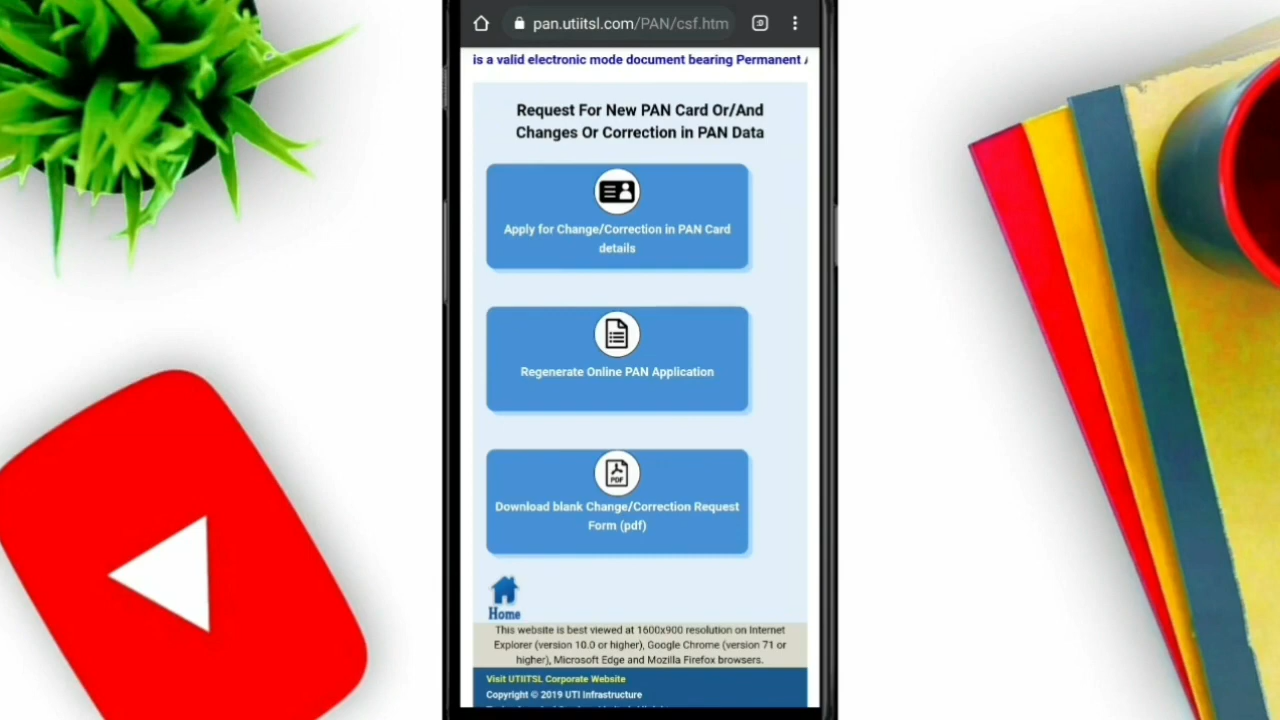 pan.utiitsl.com/PAN/csf.htm
is a valid electronic mode document bearing Permanent
Request For New PAN Card Or/And
Changes Or Correction in PAN Data
Apply for Change/Correction in PAN Card
details
Regenerate Online PAN Application
PDF
Download blank Change/Correction Request
Form (pdf)
Home
This website is best viewed at 1600x900 resolution on Internet
Explorer (version 10.0 or higher), Google Chrome (version 71 or
higher), Microsoft Edge and Mozilla Firefox browsers.
Visit UTIITSL Corporate Website
Copyright © 2019 UTI Infrastructure